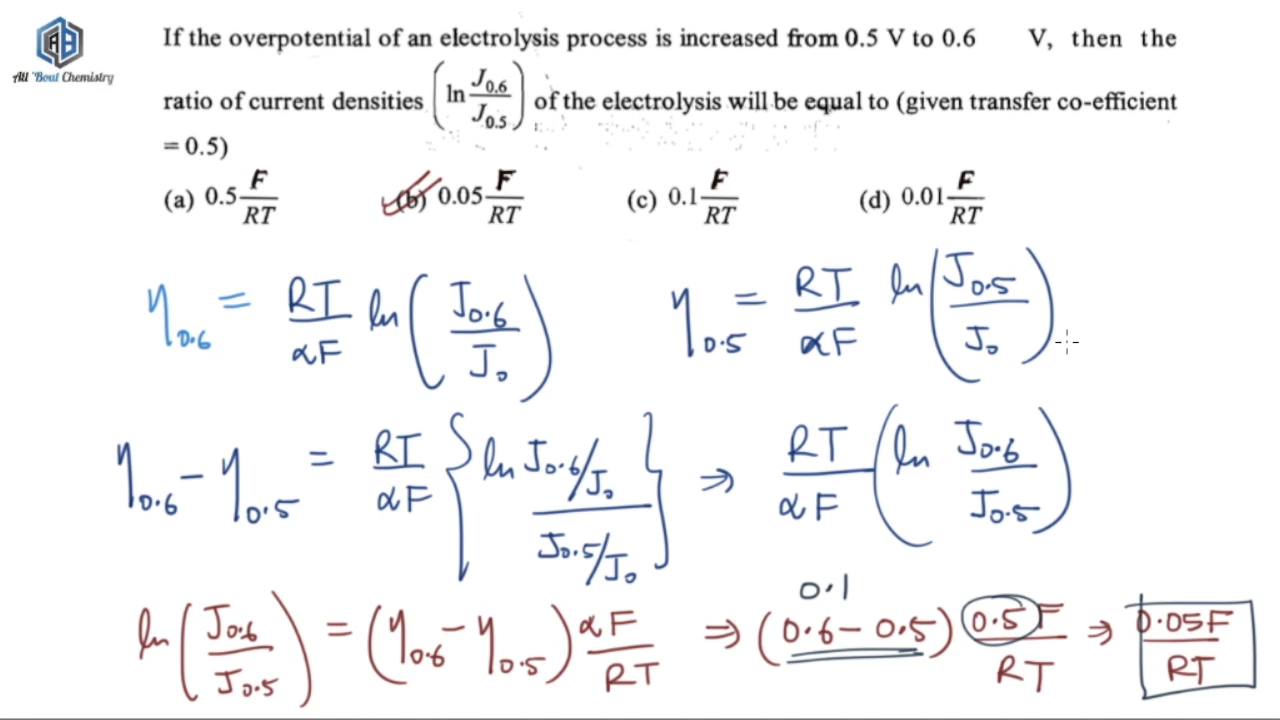 If the overpotential of an electrolysis process is increased from 0.5 V to 0.6 V, then the
All 'Bout Chemistry
ratio of current densities (ln J₀.₆/J₀.₅) of the electrolysis will be equal to (given transfer co-efficient
= 0.5)
(a) 0.5 F/RT (b) 0.05 F/RT (c) 0.1 F/RT (d) 0.01 F/RT
η₀.₆ = RT/αF ln (J₀.₆/J₀) η₀.₅ = RT/αF ln (J₀.₅/J₀)
η₀.₆ - η₀.₅ = RT/αF {ln J₀.₆/J₀ / J₀.₅/J₀} ⇒ RT/αF (ln J₀.₆/J₀.₅)
0.1
ln (J₀.₆/J₀.₅) = (η₀.₆ - η₀.₅) αF/RT ⇒ (0.6 - 0.5) 0.5F/RT ⇒ 0.05F/RT